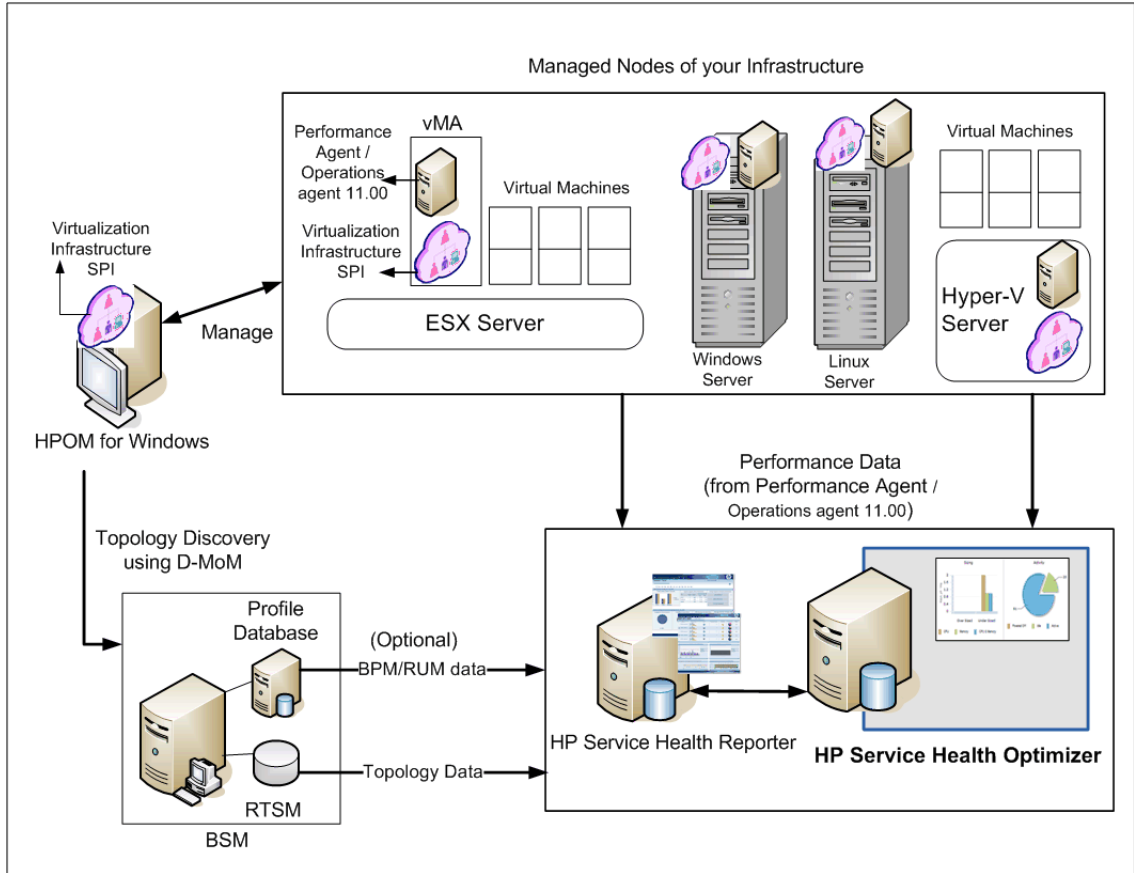 Managed Nodes of your Infrastructure
vMA
Performance
Agent /
Operations
agent 11.00
Virtual Machines
Virtualization
Infrastructure
SPI
ESX Server
Windows
Server
Linux
Server
Virtual Machines
Hyper-V
Server
Virtualization
Infrastructure
SPI
Manage
HPOM for Windows
Performance Data
(from Performance Agent /
Operations agent 11.00)
Topology Discovery
using D-MoM
Profile
Database
(Optional)
BPM/RUM data
RTSM
Topology Data
BSM
HP Service Health Reporter
HP Service Health Optimizer